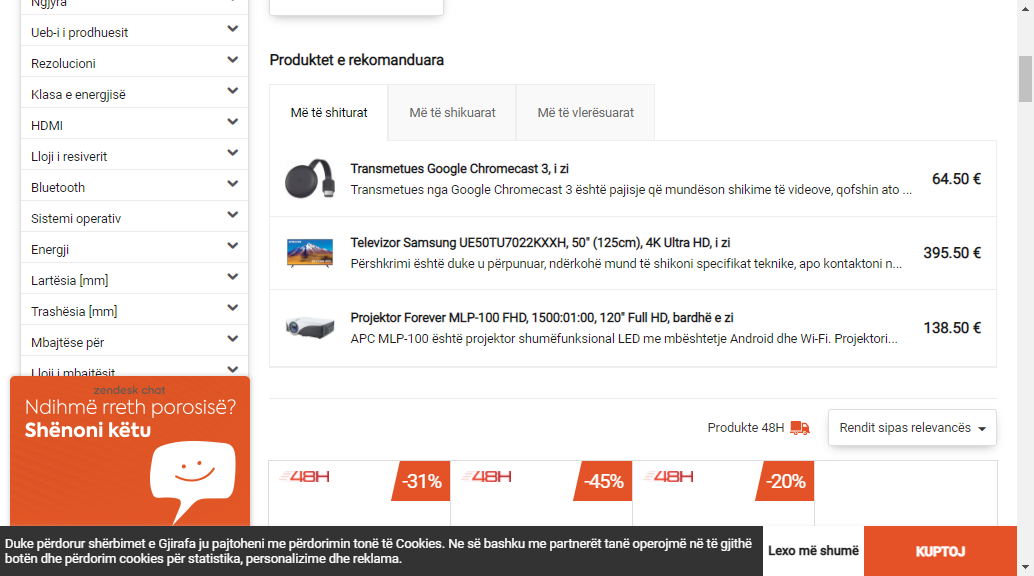 Ngjyra
Ueb-i i prodhuesit
Rezolucioni
Klasa e energjisë
HDMI
Lloji i resiverit
Bluetooth
Sistemi operativ
Energji
Lartësia [mm]
Trashësia [mm]
Mbajtëse për
Lloji i mbajtësit
zendesk chat
Ndihmë rreth porosisë?
Shënoni këtu
Produktet e rekomanduara
Më të shiturat
Më të shikuarat
Më të vlerësuarat
Transmetues Google Chromecast 3, i zi
Transmetues nga Google Chromecast 3 është pajisje që mundëson shikime të videove, qofshin ato ...
64.50 €
Televizor Samsung UE50TU7022KXXH, 50" (125cm), 4K Ultra HD, i zi
Përshkrimi është duke u përpunuar, ndërkohë mund të shikoni specifikat teknike, apo kontaktoni n...
395.50 €
Projektor Forever MLP-100 FHD, 1500:01:00, 120" Full HD, bardhë e zi
APC MLP-100 është projektor shumëfunksional LED me mbështetje Android dhe Wi-Fi. Projektori...
138.50 €
Produkte 48H
Rendit sipas relevancës
48H
-31%
48H
-45%
48H
-20%
Duke përdorur shërbimet e Gjirafa ju pajtoheni me përdorimin tonë të Cookies. Ne së bashku me partnerët tanë operojmë në të gjithë
botën dhe përdorim cookies për statistika, personalizime dhe reklama.
Lexo më shumë
KUPTOJ